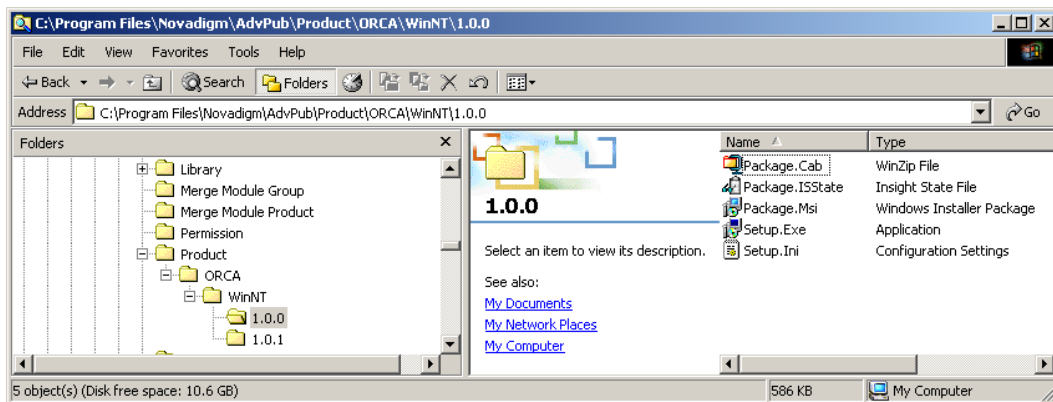 C:\Program Files\Novadigm\AdvPub\Product\ORCA\WinNT\1.0.0
File Edit View Favorites Tools Help
Back Search Folders
Address C:\Program Files\Novadigm\AdvPub\Product\ORCA\WinNT\1.0.0 Go
Folders
Library
Merge Module Group
Merge Module Product
Permission
Product
ORCA
WinNT
1.0.0
1.0.1
1.0.0
Select an item to view its description.
See also:
My Documents
My Network Places
My Computer
Name Type
Package.Cab WinZip File
Package.ISState Insight State File
Package.Msi Windows Installer Package
Setup.Exe Application
Setup.Ini Configuration Settings
5 object(s) (Disk free space: 10.6 GB) 586 KB My Computer